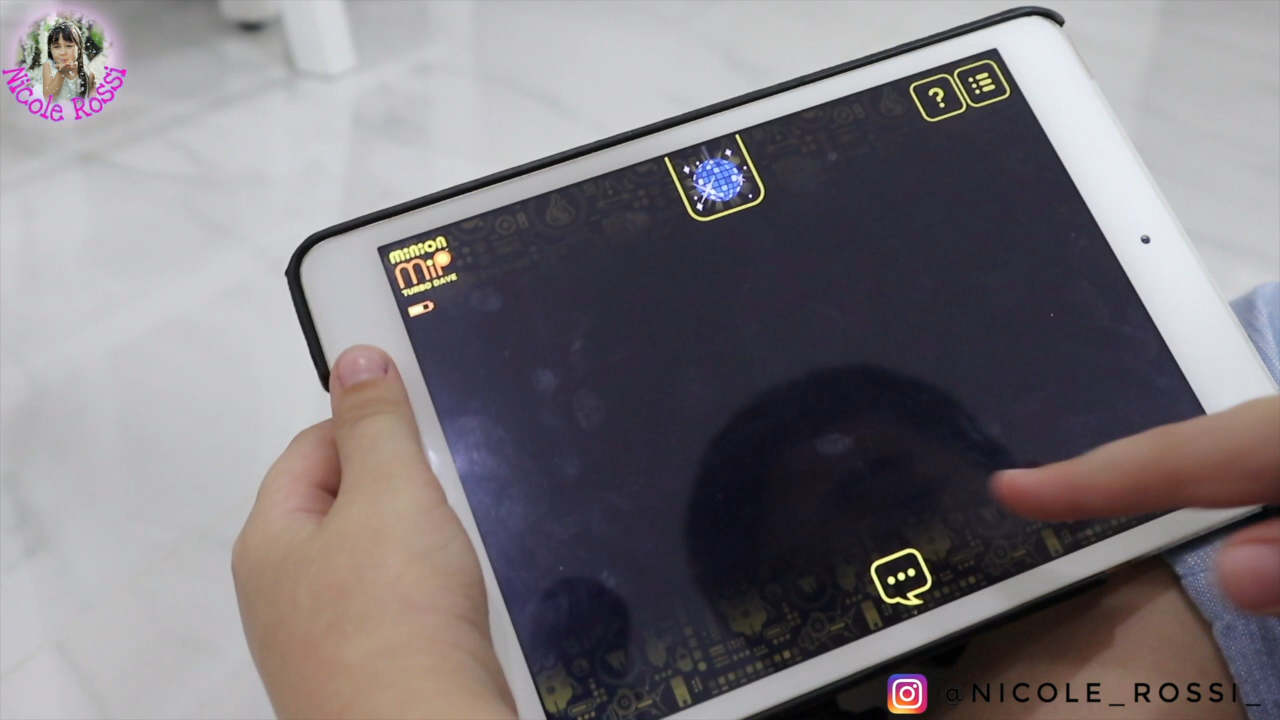 Nicole Rossi
?
minion
MiP
TURBO DAVE
@NICOLE_ROSSI_